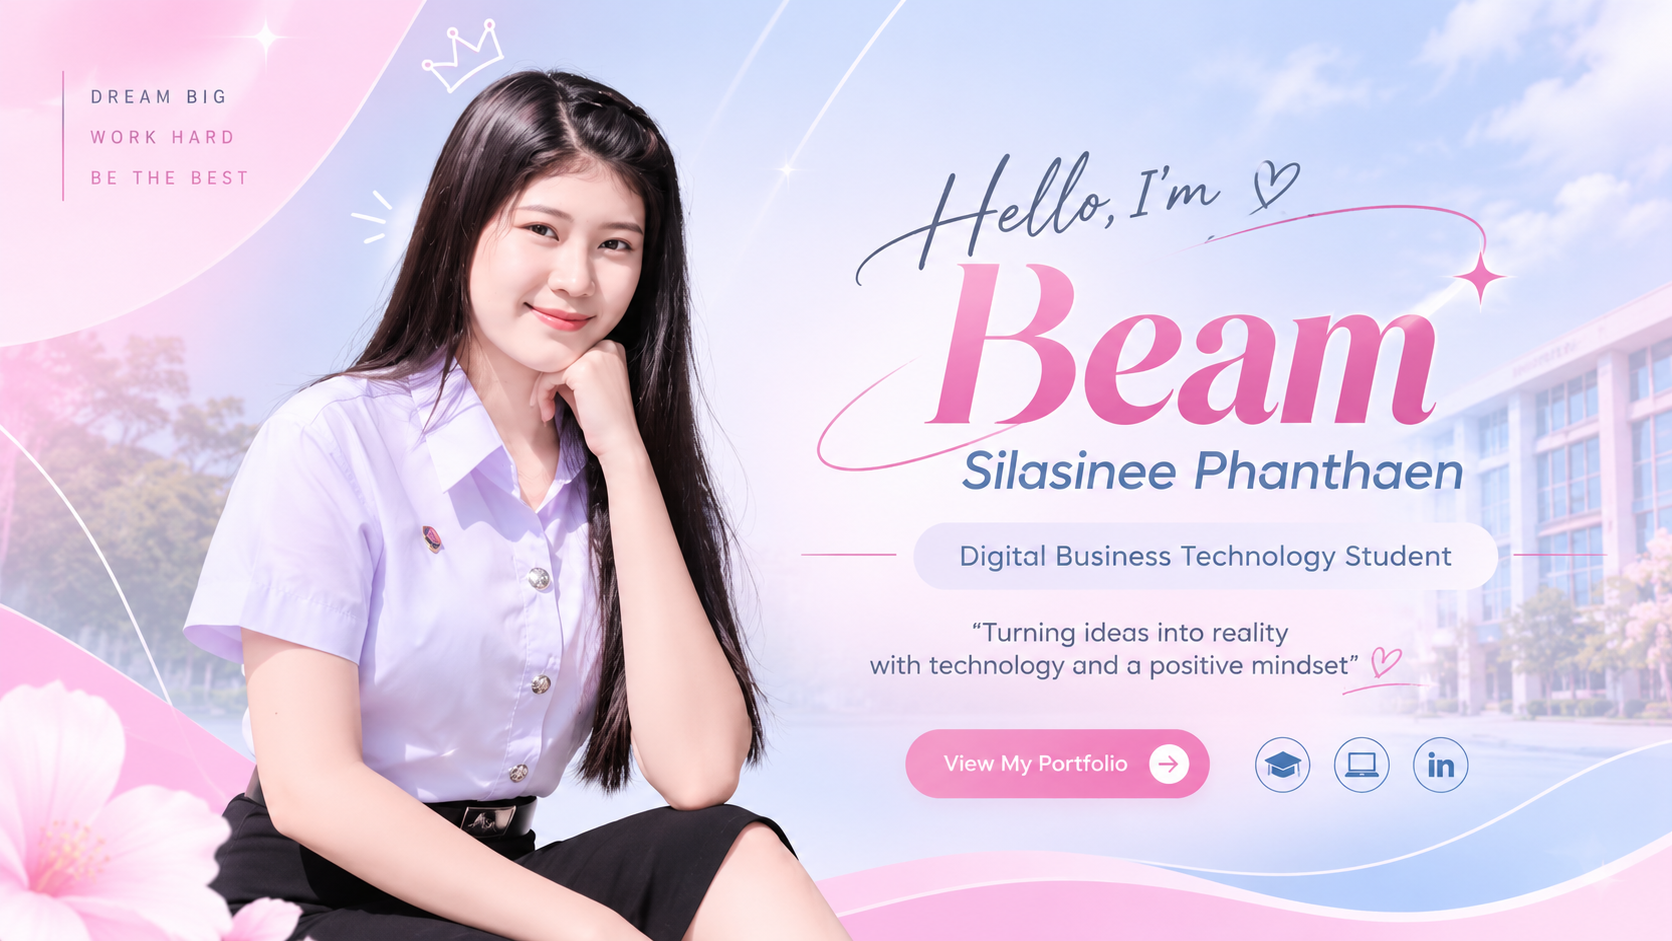 DREAM BIG
WORK HARD
BE THE BEST
Hello, I'm
Beam
Silasinee Phanthaen
Digital Business Technology Student
“Turning ideas into reality
with technology and a positive mindset”
View My Portfolio
in